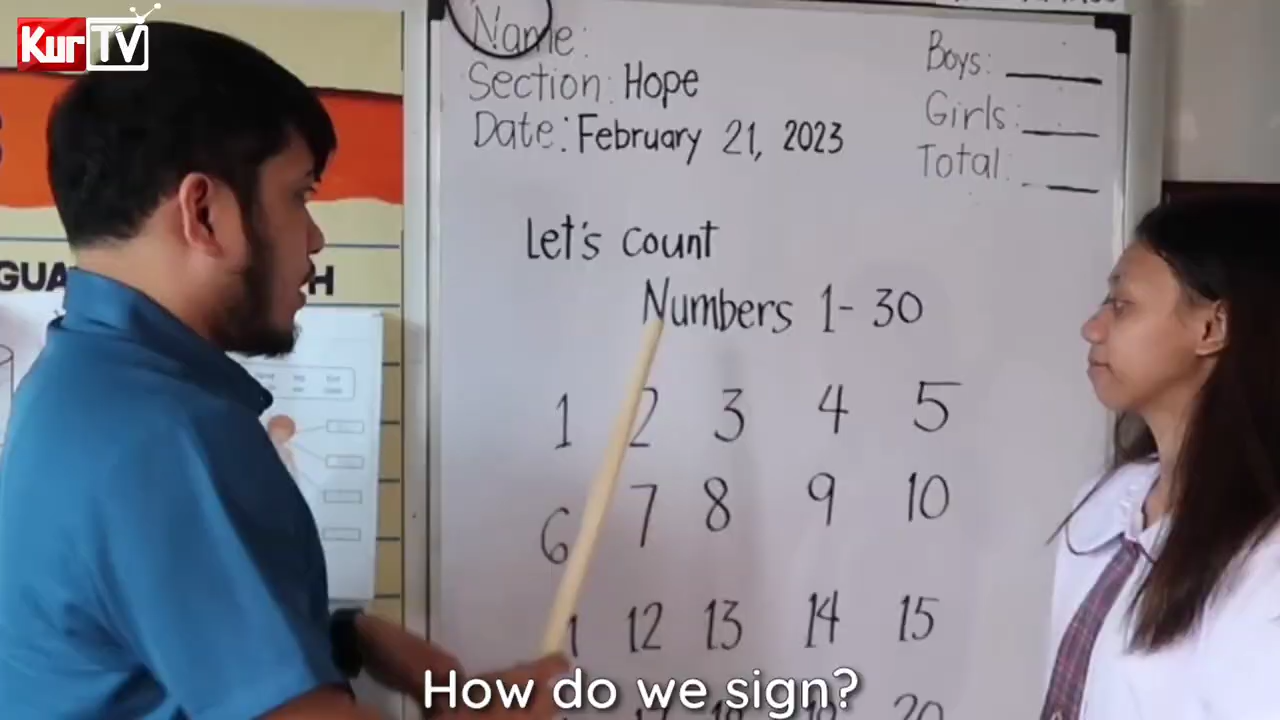 KurTV
Name:
Section: Hope
Date: February 21, 2023
Boys:
Girls:
Total:
Let's count
Numbers 1-30
1 2 3 4 5
6 7 8 9 10
12 13 14 15
20
How do we sign?